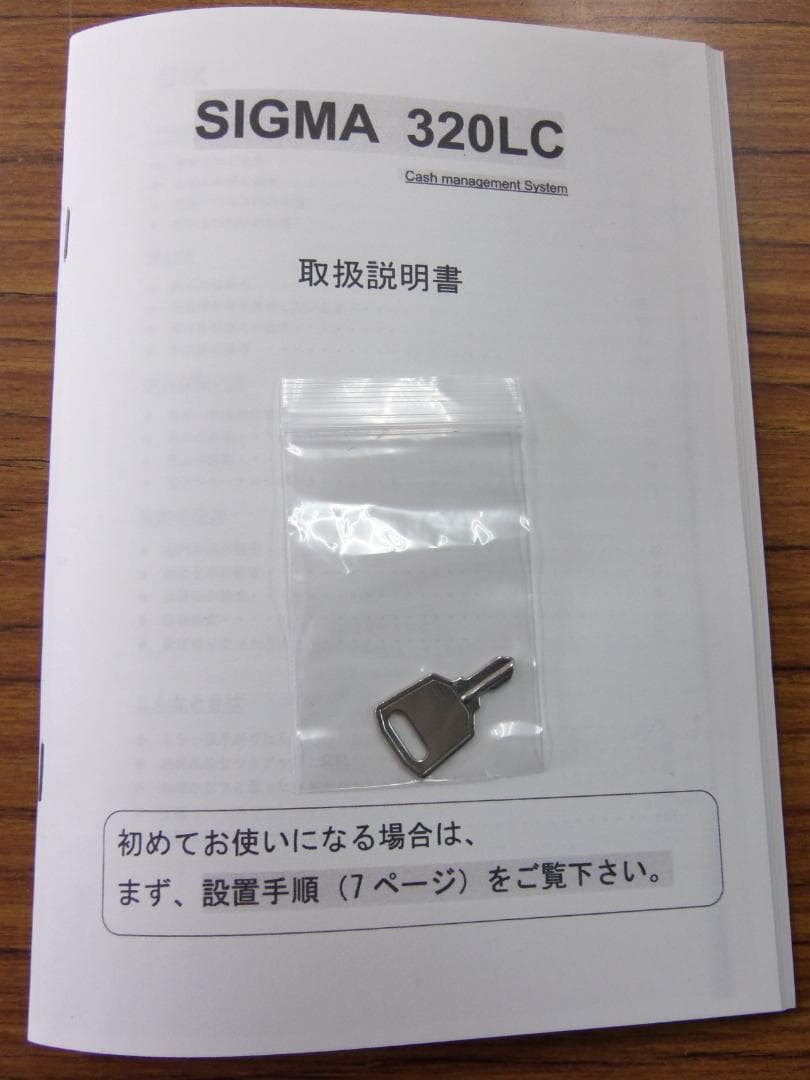 SIGMA 320LC
Cash management System
取扱説明書
初めてお使いになる場合は、
まず、設置手順（7ページ）をご覧下さい。